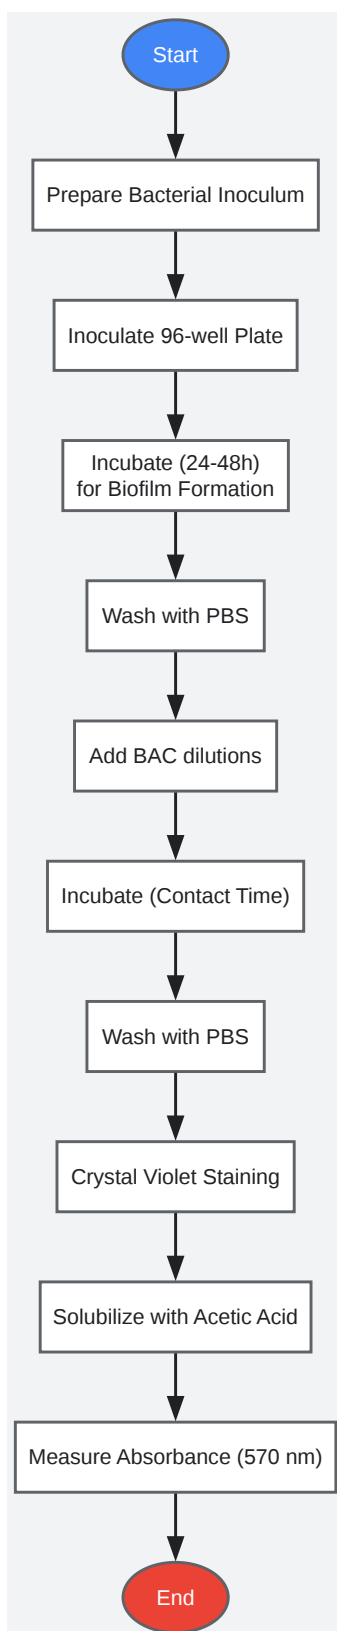 Start
Prepare Bacterial Inoculum
Inoculate 96-well Plate
Incubate (24-48h)
for Biofilm Formation
Wash with PBS
Add BAC dilutions
Incubate (Contact Time)
Wash with PBS
Crystal Violet Staining
Solubilize with Acetic Acid
Measure Absorbance (570 nm)
End